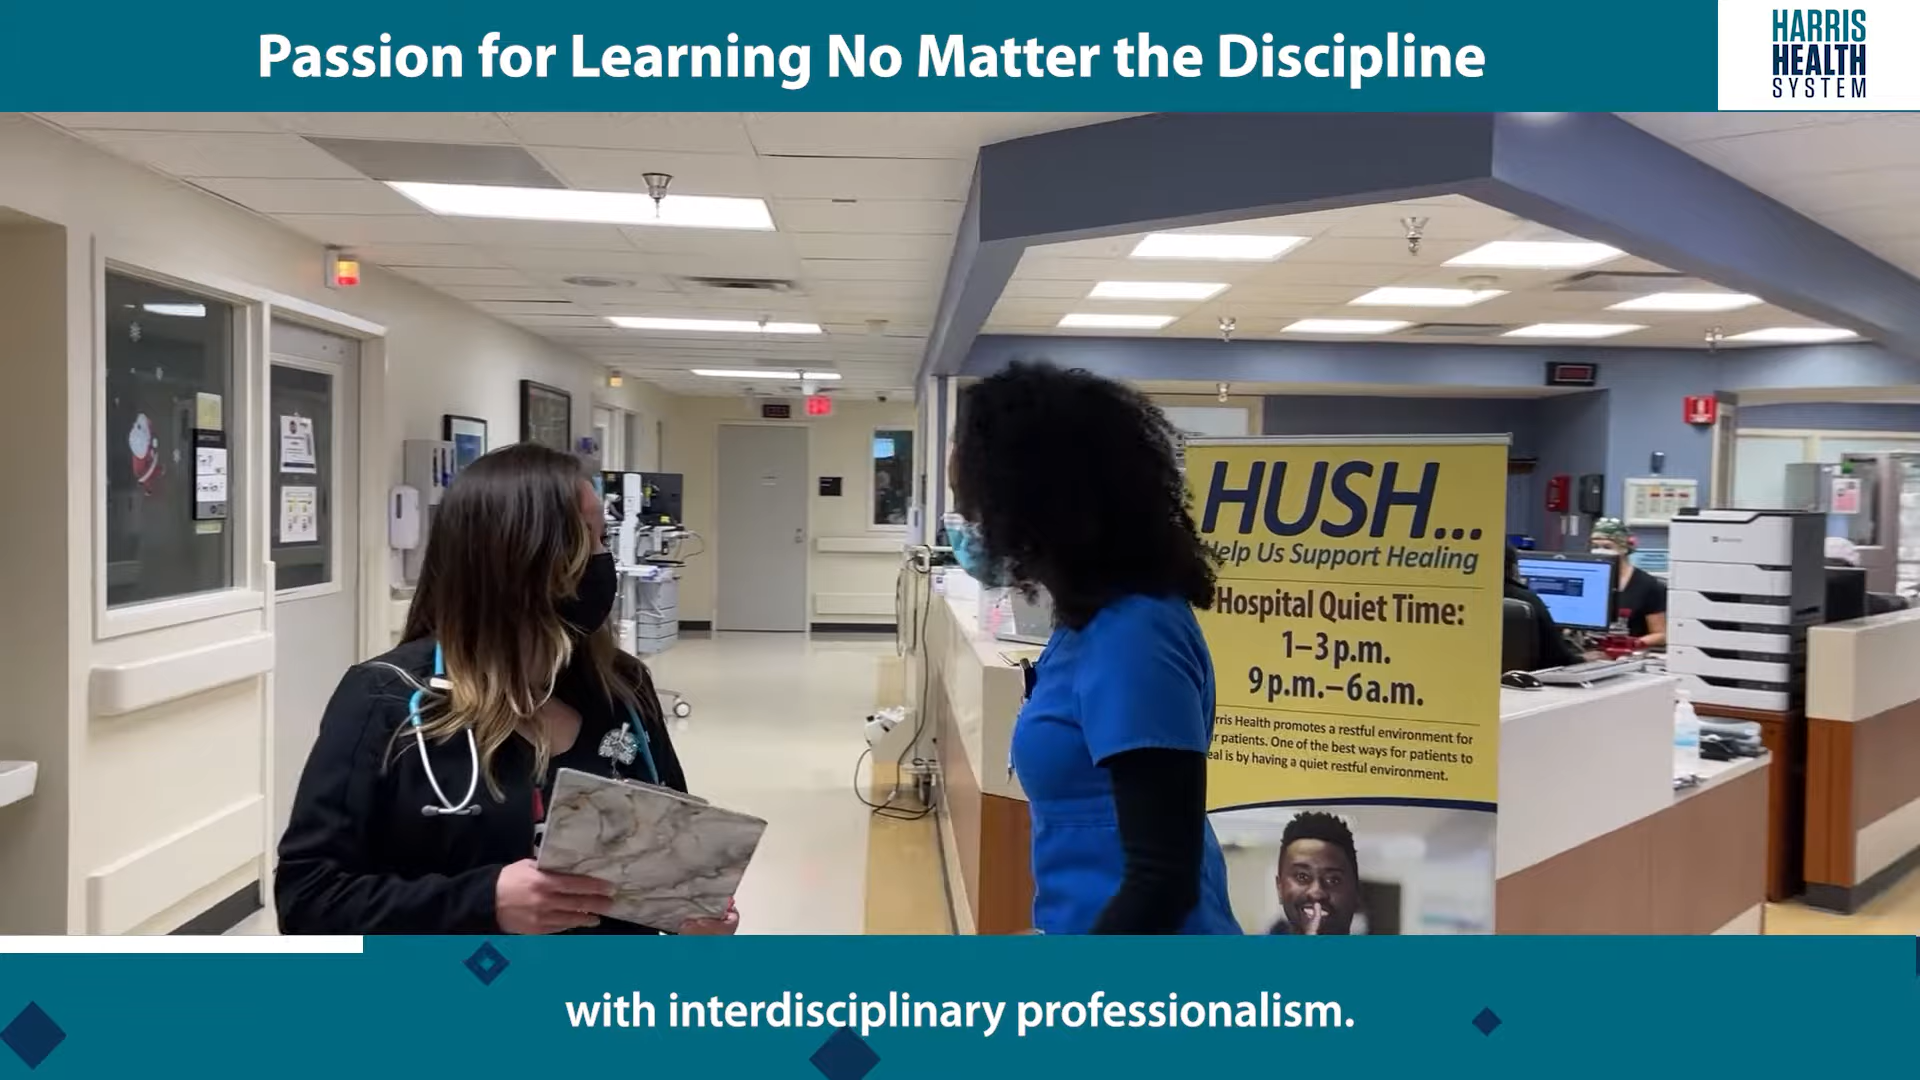 Passion for Learning No Matter the Discipline
HARRIS
HEALTH
SYSTEM
HUSH...
Help Us Support Healing
Hospital Quiet Time:
1–3 p.m.
9 p.m.–6 a.m.
rris Health promotes a restful environment for
r patients. One of the best ways for patients to
eal is by having a quiet restful environment.
with interdisciplinary professionalism.